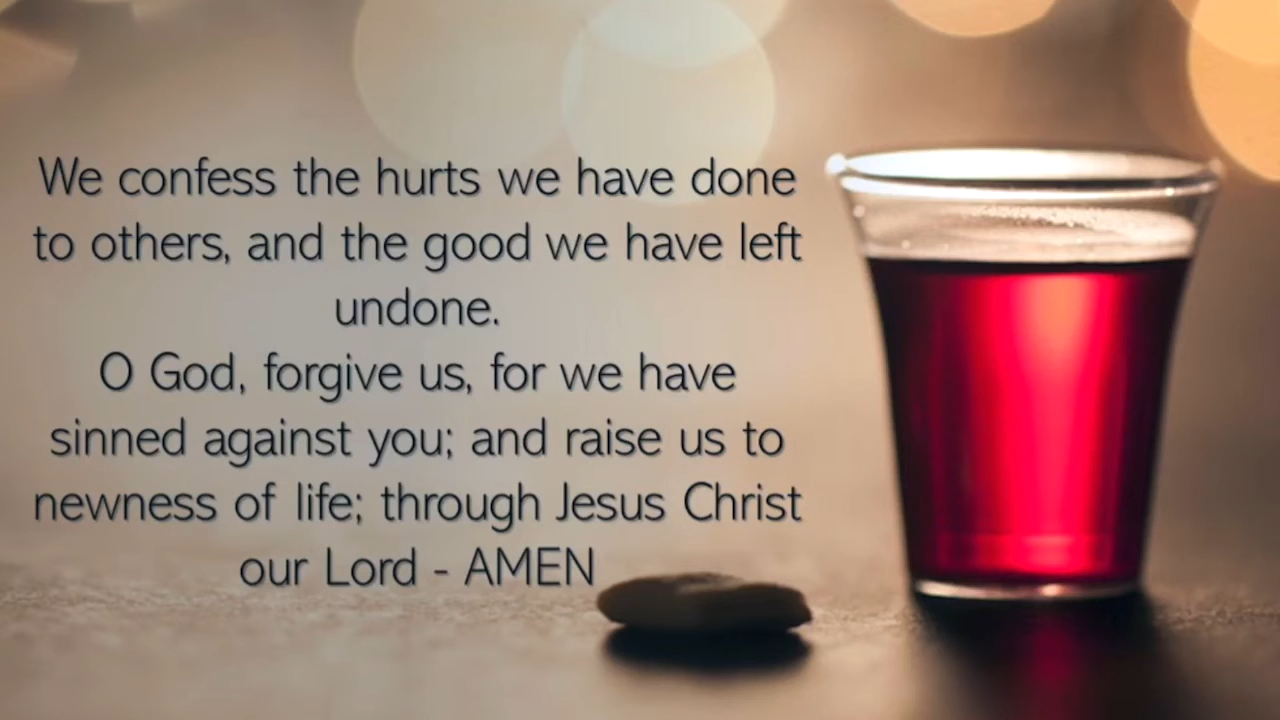 We confess the hurts we have done
to others, and the good we have left
undone.
O God, forgive us, for we have
sinned against you; and raise us to
newness of life; through Jesus Christ
our Lord - AMEN